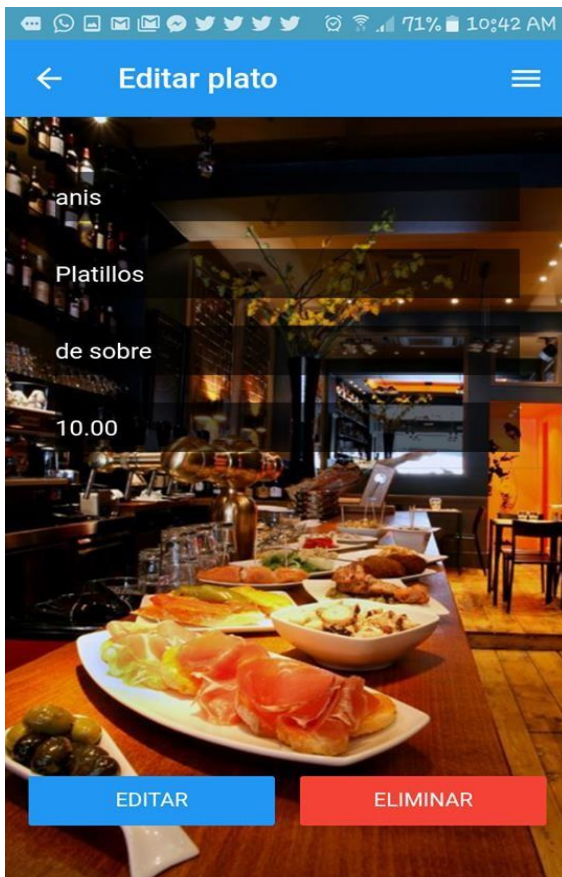 71% 10:42 AM
Editar plato
anis
Platillos
de sobre
10.00
EDITAR
ELIMINAR